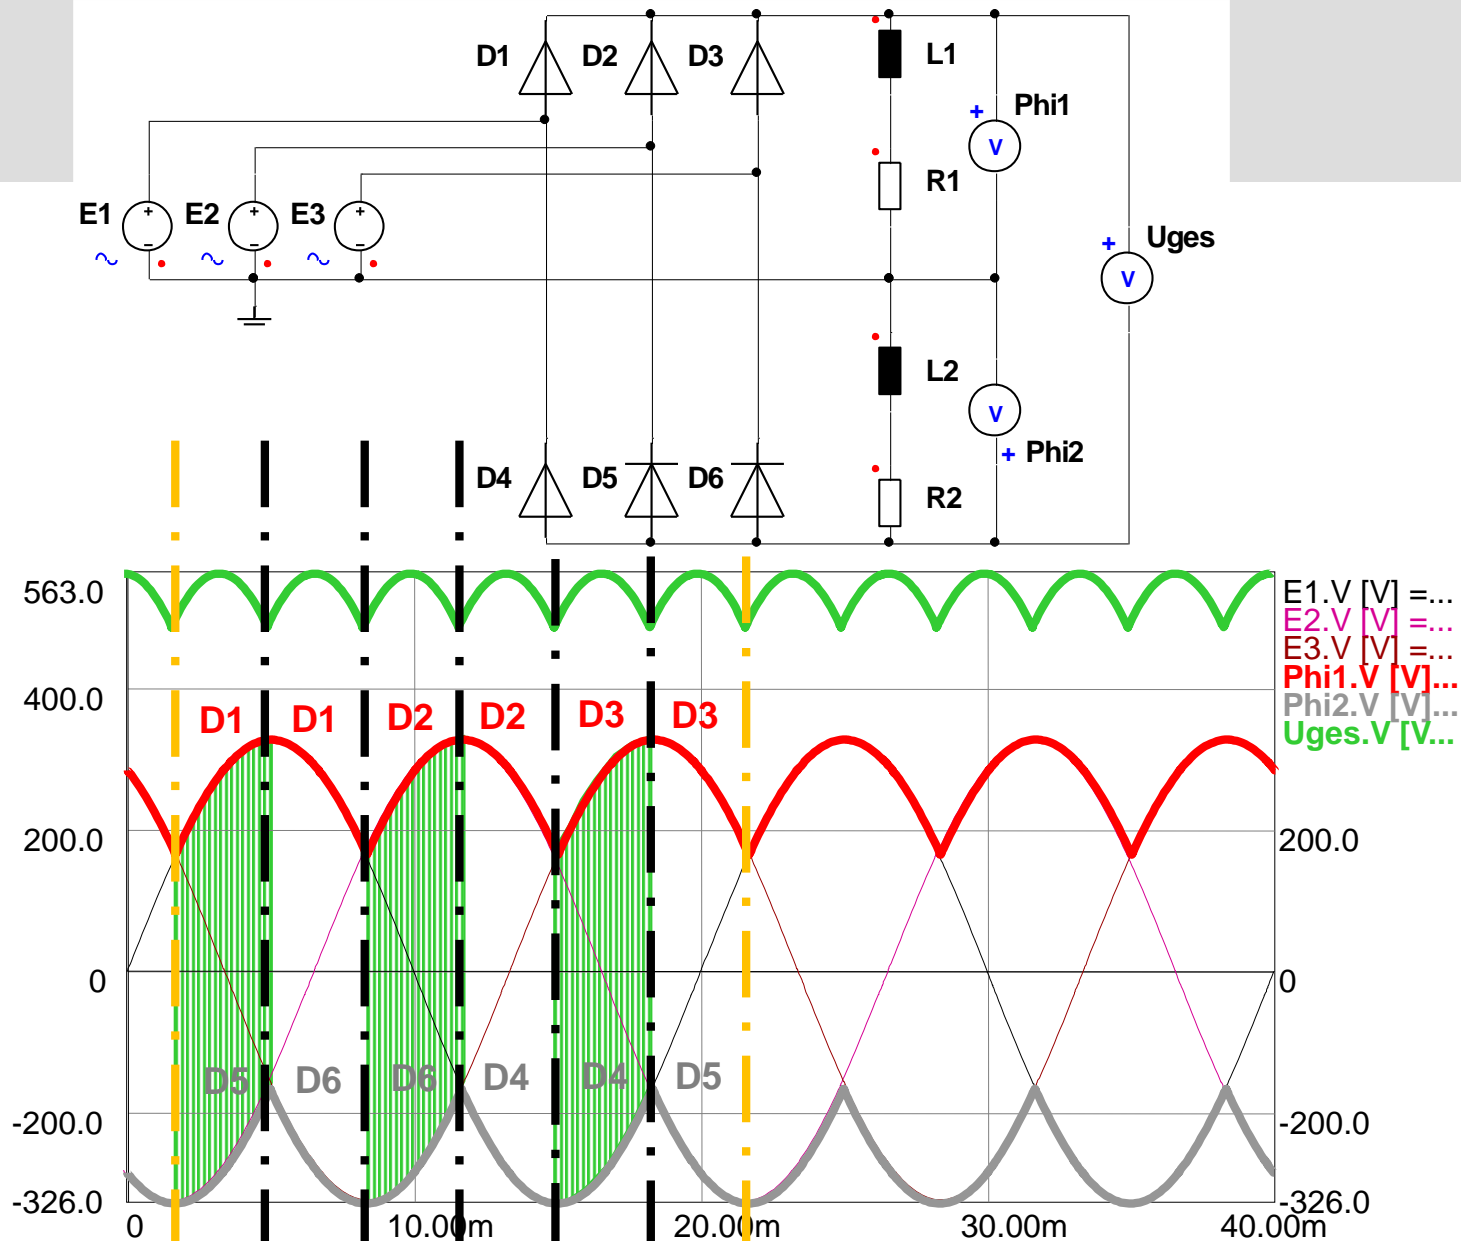 D1 D2 D3 L1
+ Phi1
V
R1
E1 E2 E3 + + +
- - -
+ Uges
V
L2
V
+ Phi2
D4 D5 D6 R2
563.0
400.0
200.0
0
-200.0
-326.0
D1 D1 D2 D2 D3 D3
D5 D6 D6 D4 D4 D5
E1.V [V] =...
E2.V [V] =...
E3.V [V] =...
Phi1.V [V]...
Phi2.V [V]...
Uges.V [V...
200.0
0
-200.0
-326.0
0 10.00m 20.00m 30.00m 40.00m